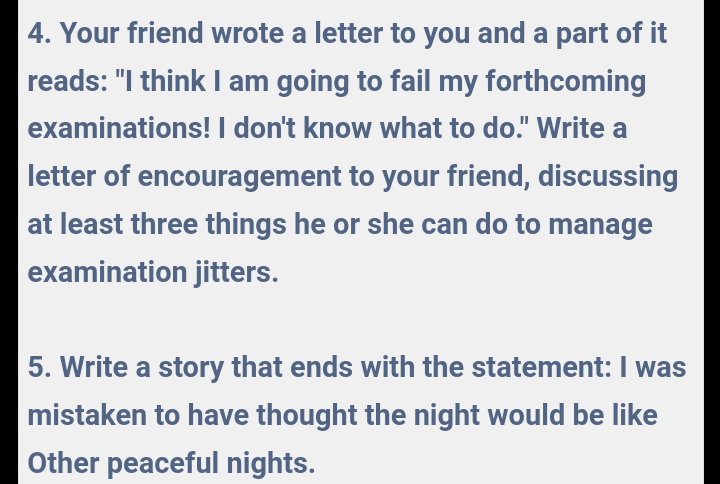 4. Your friend wrote a letter to you and a part of it
reads: "I think I am going to fail my forthcoming
examinations! I don't know what to do." Write a
letter of encouragement to your friend, discussing
at least three things he or she can do to manage
examination jitters.
5. Write a story that ends with the statement: I was
mistaken to have thought the night would be like
Other peaceful nights.